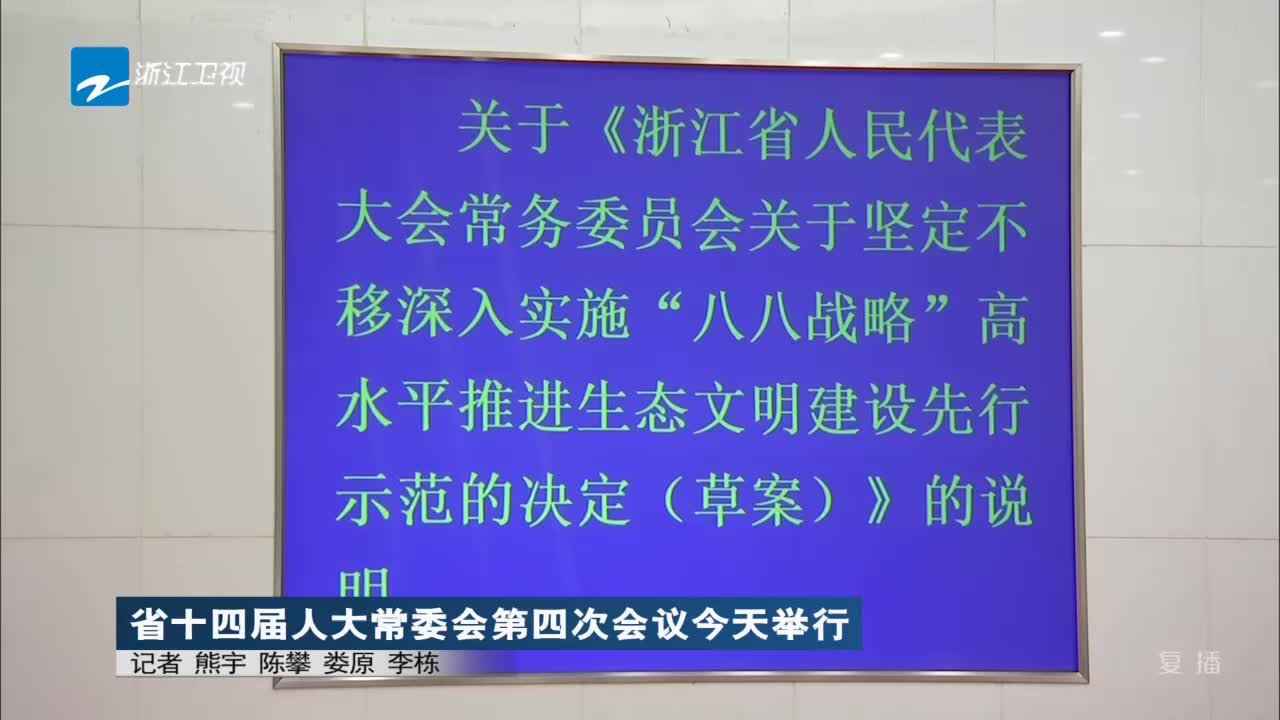 浙江卫视
关于《浙江省人民代表
大会常务委员会关于坚定不
移深入实施“八八战略”高
水平推进生态文明建设先行
示范的决定（草案）》的说
明
省十四届人大常委会第四次会议今天举行
记者 熊宇 陈攀 娄原 李栋
复播